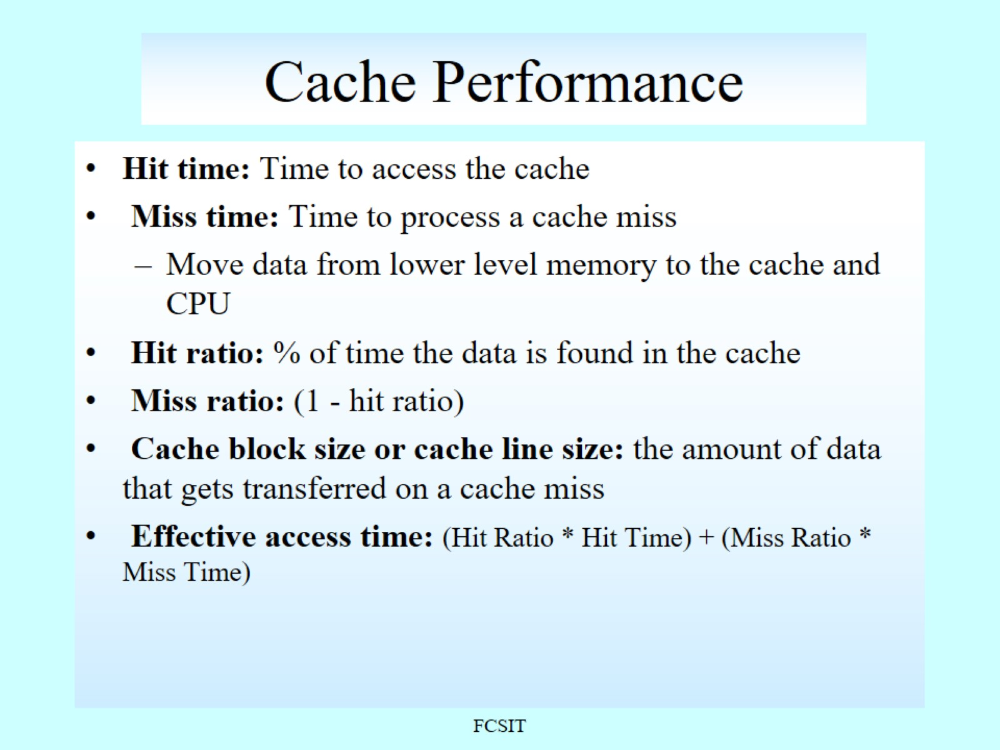 Cache Performance
• Hit time: Time to access the cache
• Miss time: Time to process a cache miss
– Move data from lower level memory to the cache and
CPU
• Hit ratio: % of time the data is found in the cache
• Miss ratio: (1 - hit ratio)
• Cache block size or cache line size: the amount of data
that gets transferred on a cache miss
• Effective access time: (Hit Ratio * Hit Time) + (Miss Ratio *
Miss Time)
FCSIT